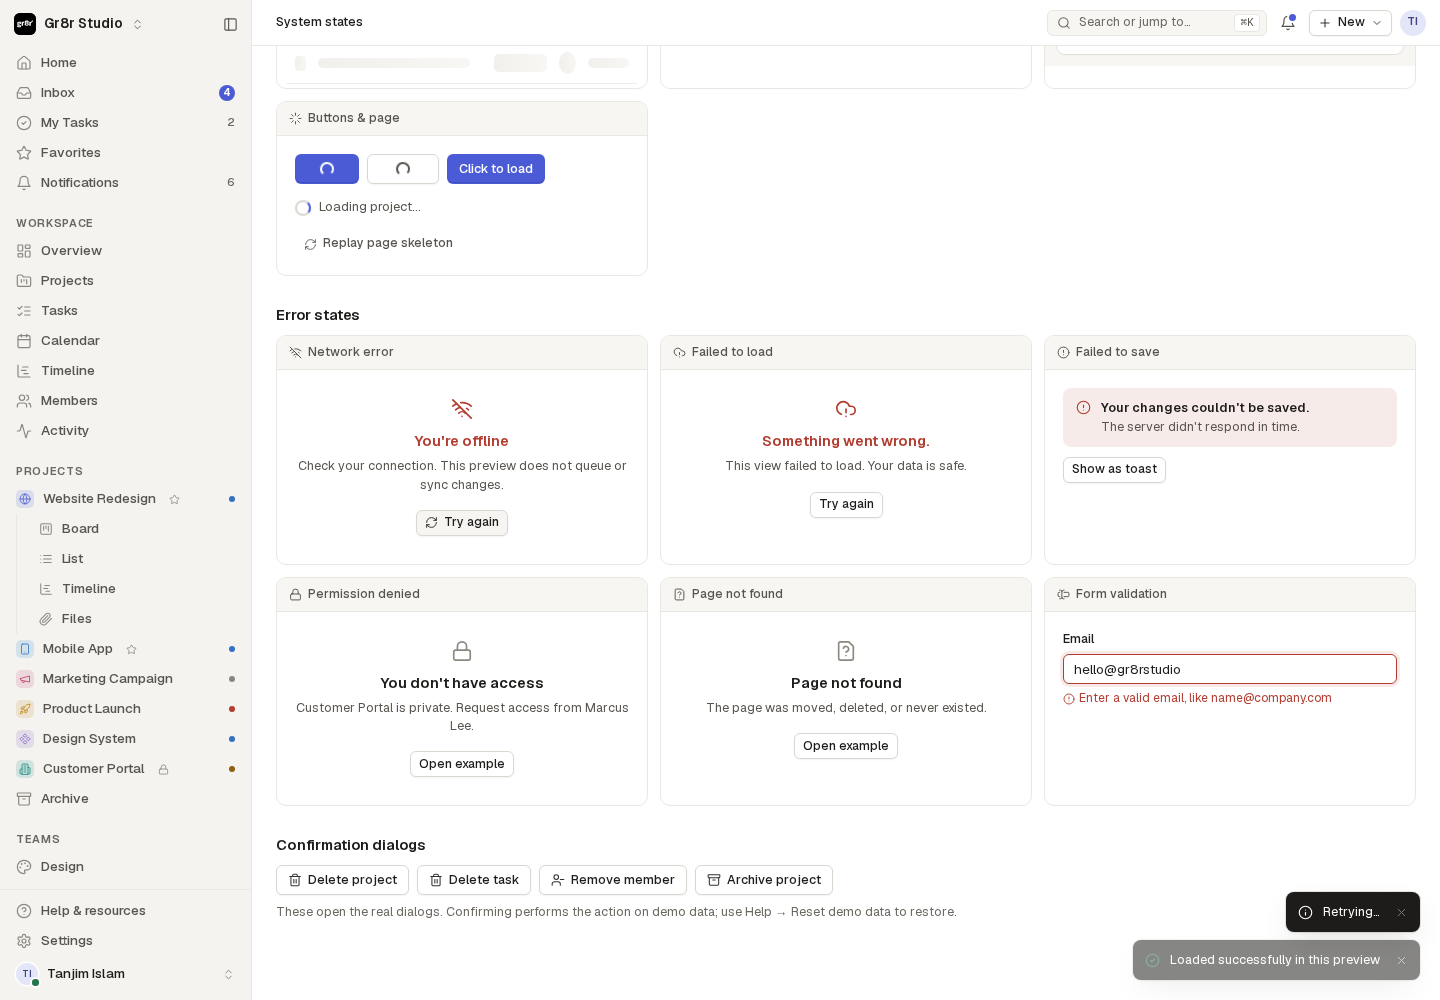 gr8r
Gr8r Studio
Home
Inbox 4
My Tasks 2
Favorites
Notifications 6
WORKSPACE
Overview
Projects
Tasks
Calendar
Timeline
Members
Activity
PROJECTS
Website Redesign
Board
List
Timeline
Files
Mobile App
Marketing Campaign
Product Launch
Design System
Customer Portal
Archive
TEAMS
Design
Help & resources
Settings
TI Tanjim Islam
System states
Search or jump to... ⌘K
New
TI
Buttons & page
Click to load
Loading project...
Replay page skeleton
Error states
Network error
You're offline
Check your connection. This preview does not queue or
sync changes.
Try again
Failed to load
Something went wrong.
This view failed to load. Your data is safe.
Try again
Failed to save
Your changes couldn't be saved.
The server didn't respond in time.
Show as toast
Permission denied
You don't have access
Customer Portal is private. Request access from Marcus
Lee.
Open example
Page not found
Page not found
The page was moved, deleted, or never existed.
Open example
Form validation
Email
hello@gr8rstudio
Enter a valid email, like name@company.com
Confirmation dialogs
Delete project
Delete task
Remove member
Archive project
These open the real dialogs. Confirming performs the action on demo data; use Help → Reset demo data to restore.
Retrying...
Loaded successfully in this preview